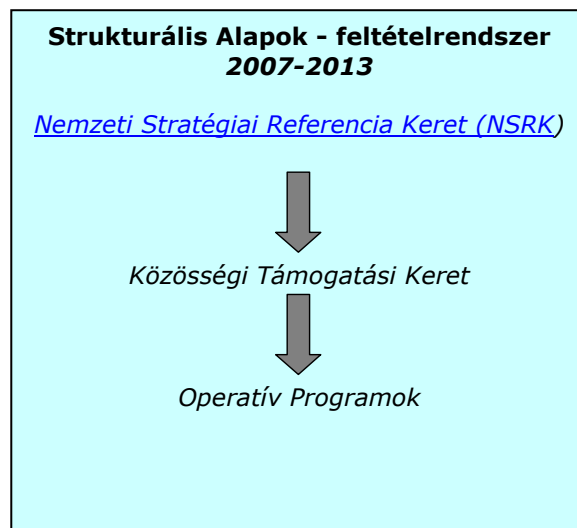 Strukturális Alapok - feltételrendszer
2007-2013
Nemzeti Stratégiai Referencia Keret (NSRK)
Közösségi Támogatási Keret
Operatív Programok